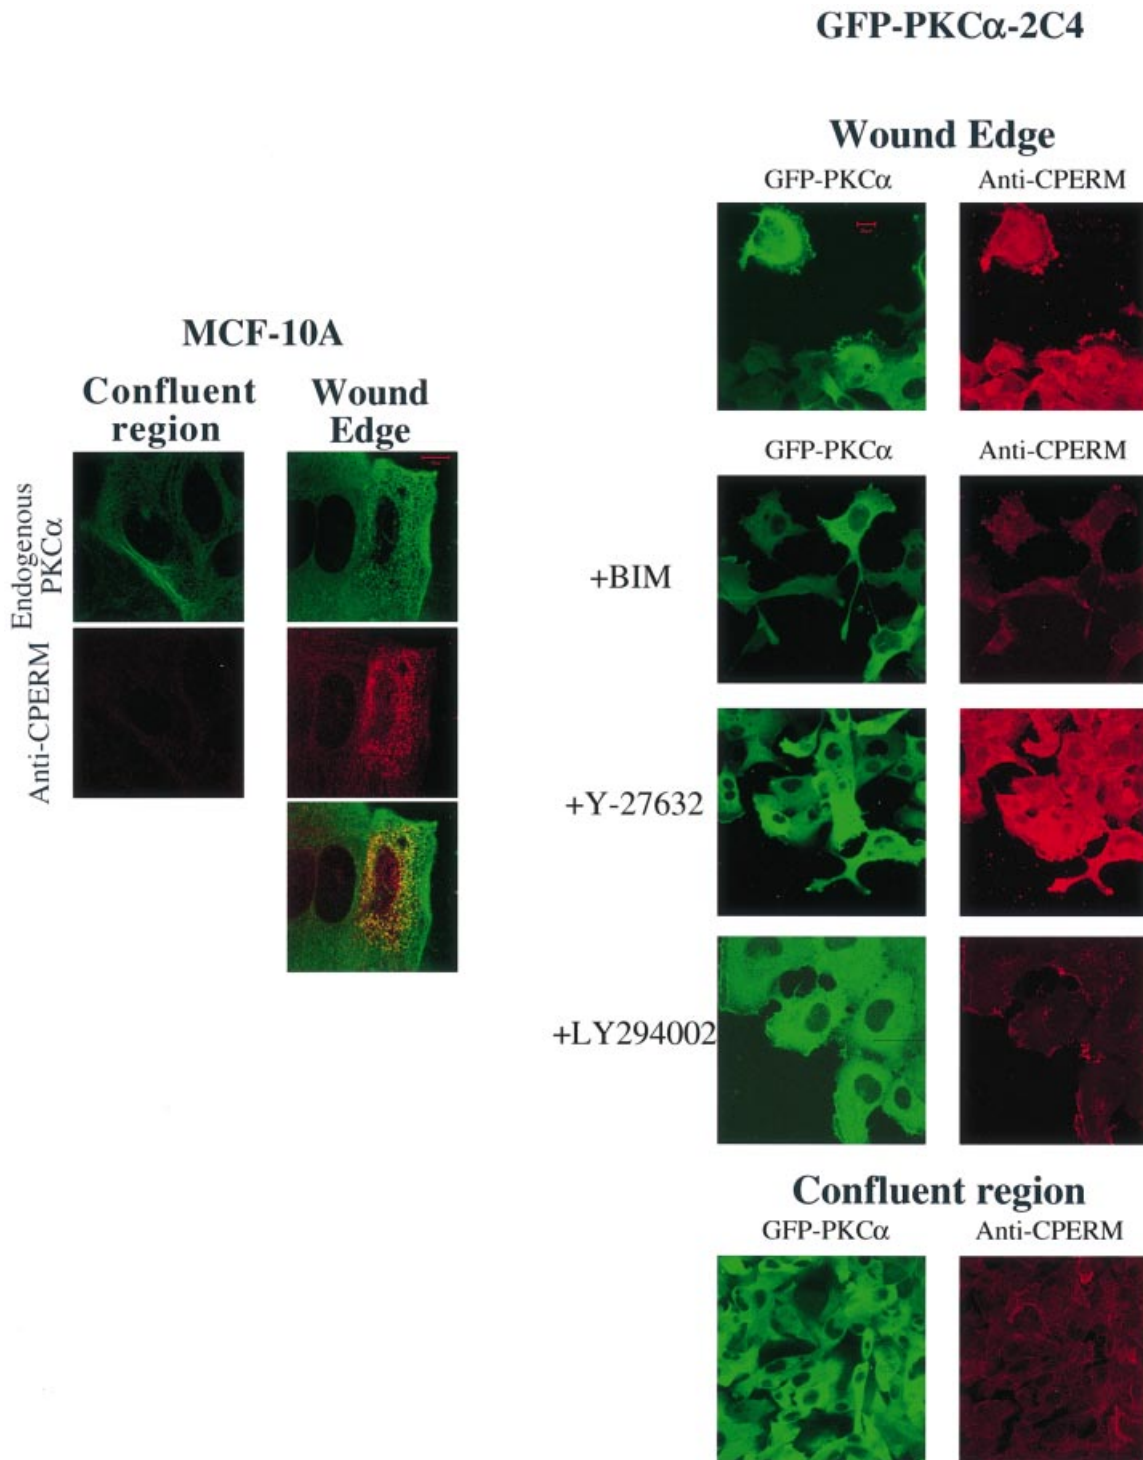 GFP-PKCα-2C4
Wound Edge
GFP-PKCα Anti-CPERM
MCF-10A
Confluent region
Wound Edge
Endogenous PKCα
Anti-CPERM
GFP-PKCα Anti-CPERM
+BIM
+Y-27632
+LY294002
Confluent region
GFP-PKCα Anti-CPERM